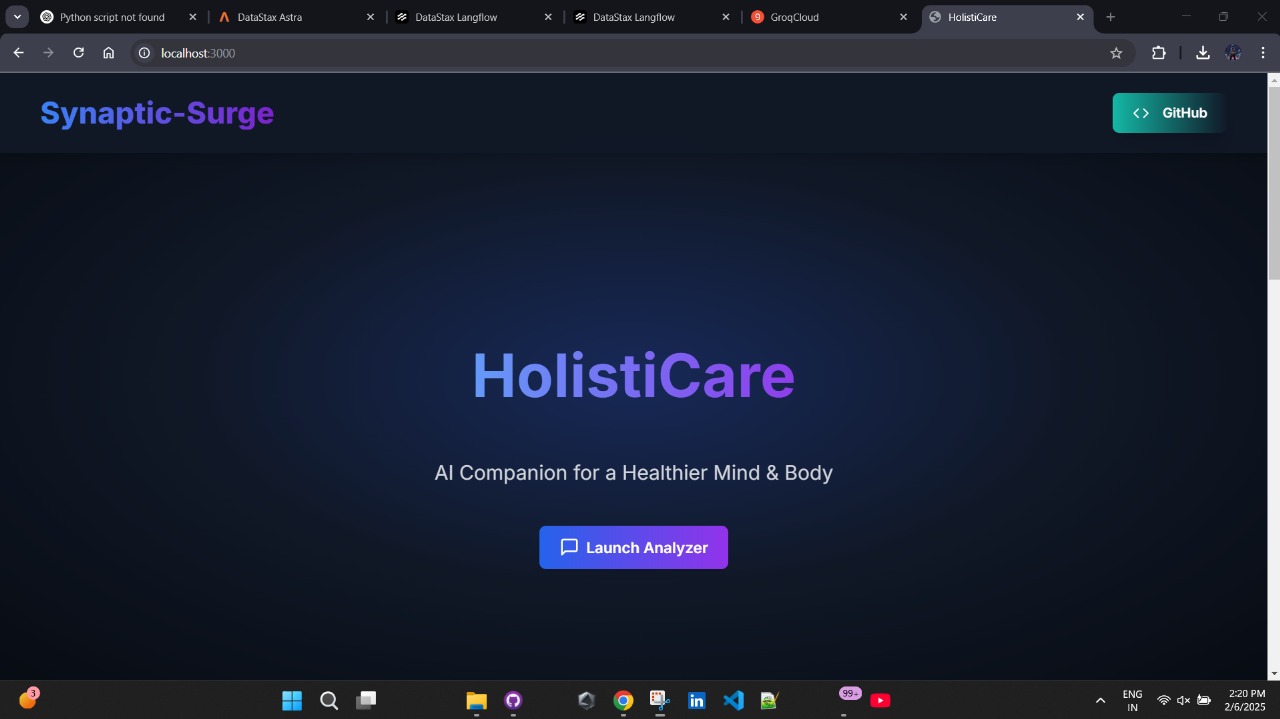 Python script not found
DataStax Astra
DataStax Langflow
DataStax Langflow
GroqCloud
HolistiCare
localhost:3000
Synaptic-Surge
<> GitHub
HolistiCare
AI Companion for a Healthier Mind & Body
Launch Analyzer
3
99+
ENG
IN
2:20 PM
2/6/2025